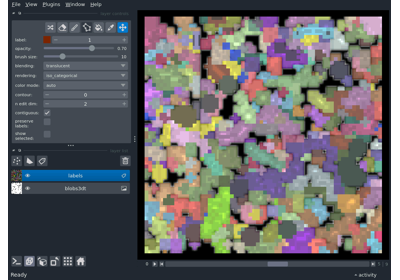 File View Plugins Window Help
label: 1
opacity: 0.70
brush size: 10
blending: translucent
rendering: iso_categorical
color mode: auto
contour: 0
n edit dim: 2
contiguous:
preserve
labels:
show
selected:
labels
blobs3d
Ready
activity